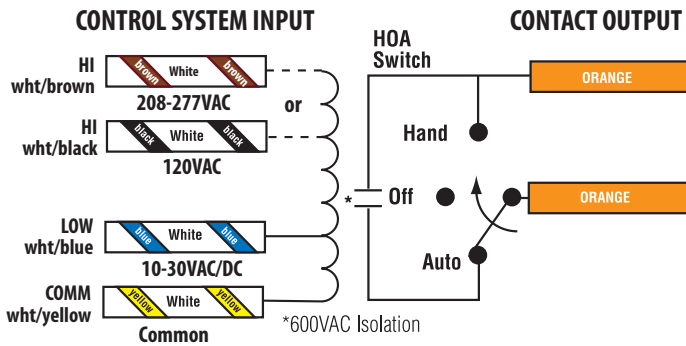 CONTROL SYSTEM INPUT
HI
wht/brown
brown White brown
208-277VAC
or
HI
wht/black
black White black
120VAC
LOW
wht/blue
blue White blue
10-30VAC/DC
COMM
wht/yellow
yellow White yellow
Common
*600VAC Isolation
CONTACT OUTPUT
HOA
Switch
ORANGE
Hand
* Off
ORANGE
Auto